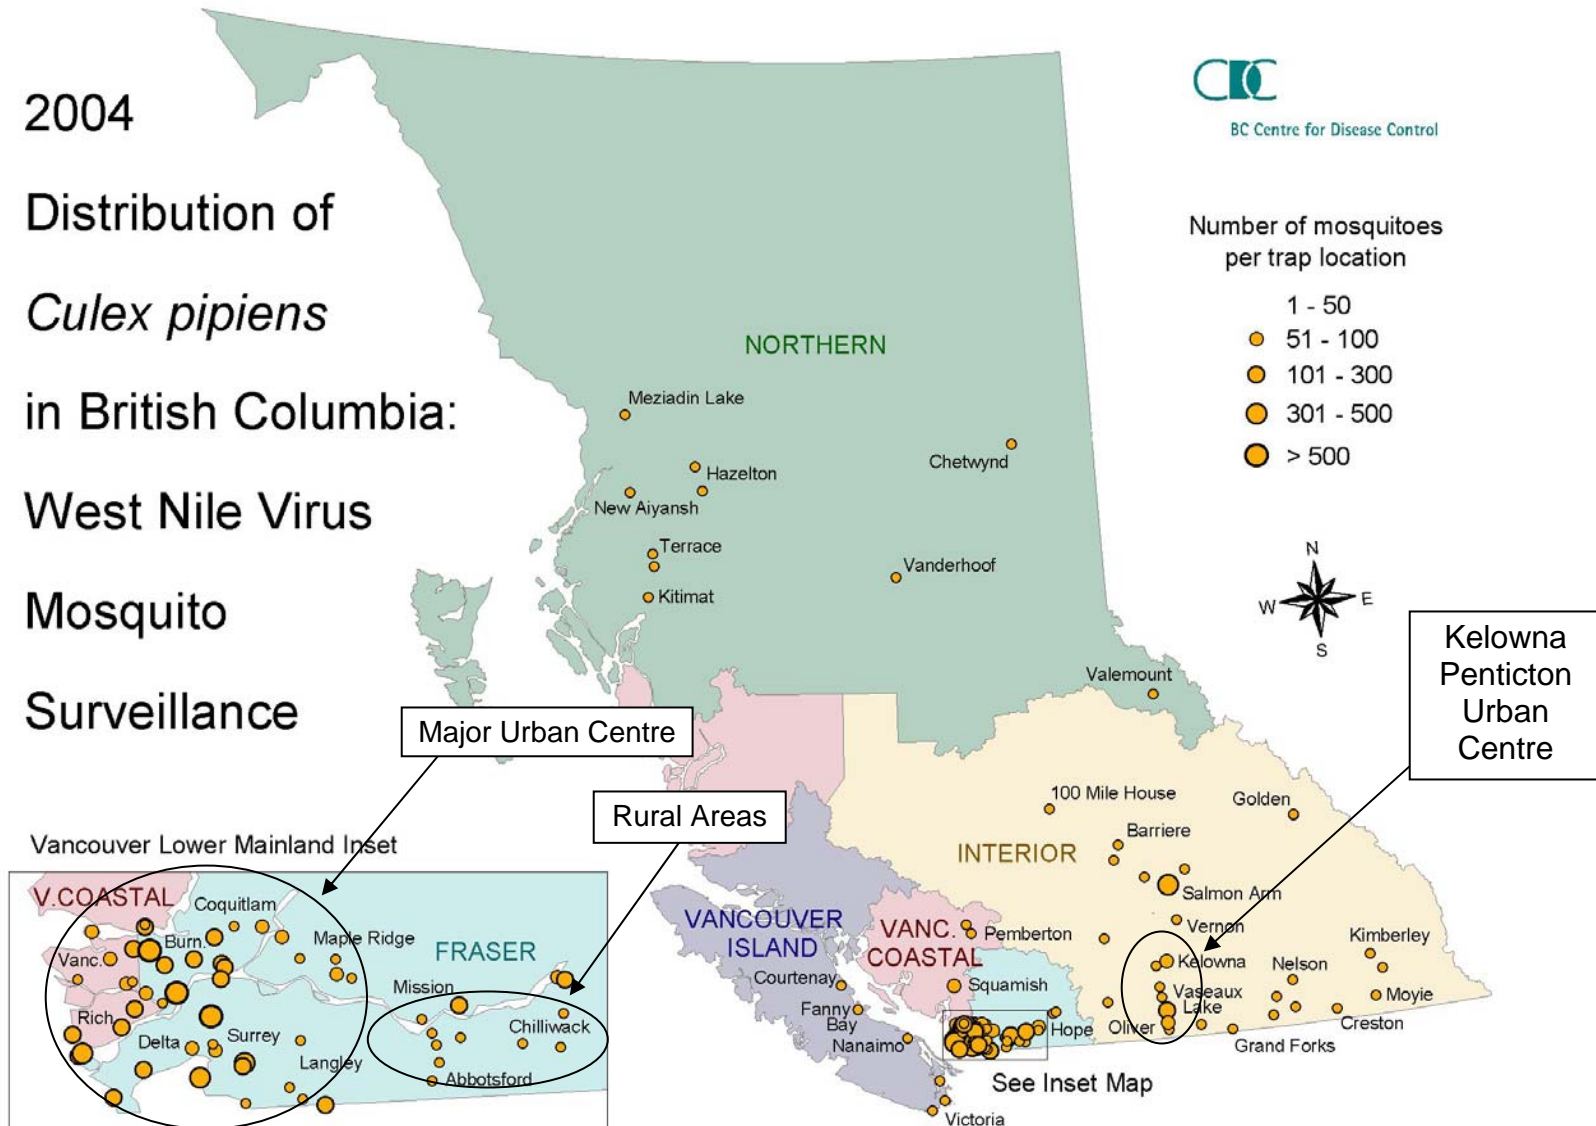 2004
Distribution of
Culex pipiens
in British Columbia:
West Nile Virus
Mosquito
Surveillance
CDC
BC Centre for Disease Control
Number of mosquitoes
per trap location
1 - 50
51 - 100
101 - 300
301 - 500
> 500
N
W
E
S
NORTHERN
Meziadin Lake
Hazelton
New Aiyansh
Terrace
Kitimat
Chetwynd
Vanderhoof
Valemount
Kelowna
Penticton
Urban
Centre
Major Urban Centre
Rural Areas
100 Mile House
Golden
Barriere
INTERIOR
Salmon Arm
Vernon
Kelowna
Vaseaux
Lake
Oliver
Kimberley
Nelson
Moyie
Creston
Grand Forks
VANCOUVER
ISLAND
VANC.
COASTAL
Pemberton
Squamish
Courtenay
Fanny
Bay
Nanaimo
Hope
See Inset Map
Victoria
Vancouver Lower Mainland Inset
V.COASTAL
Coquitlam
Burn.
Vanc.
Maple Ridge
FRASER
Mission
Rich.
Delta
Surrey
Langley
Chilliwack
Abbotsford